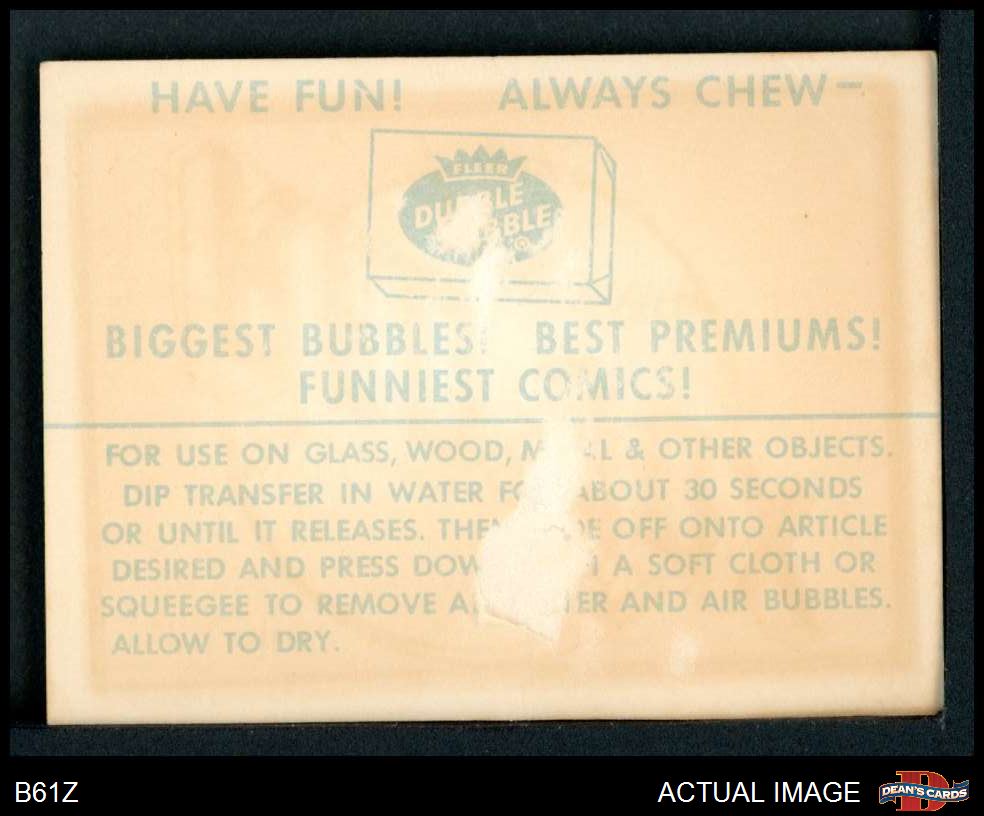 HAVE FUN! ALWAYS CHEW—
FLEER
BIGGEST BUBBLES! BEST PREMIUMS!
FUNNIEST COMICS!
FOR USE ON GLASS, WOOD, & OTHER OBJECTS.
DIP TRANSFER IN WATER ABOUT 30 SECONDS
OR UNTIL IT RELEASES. OFF ONTO ARTICLE
DESIRED AND PRESS A SOFT CLOTH OR
SQUEEGEE TO REMOVE AND AIR BUBBLES.
ALLOW TO DRY.
B61Z ACTUAL IMAGE DEAN'S CARDS